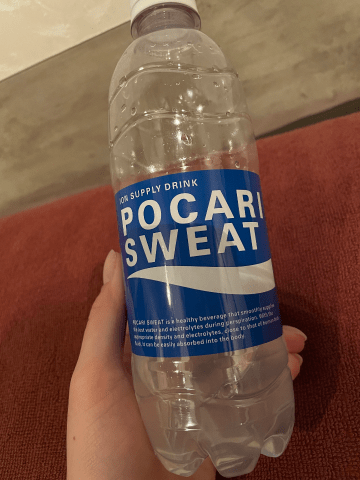 ION SUPPLY DRINK
POCARI
SWEAT
POCARI SWEAT is a healthy beverage that smoothly supplies
lost water and electrolytes during perspiration. With the
appropriate density and electrolytes, close to that of human body
fluid, it can be easily absorbed into the body.